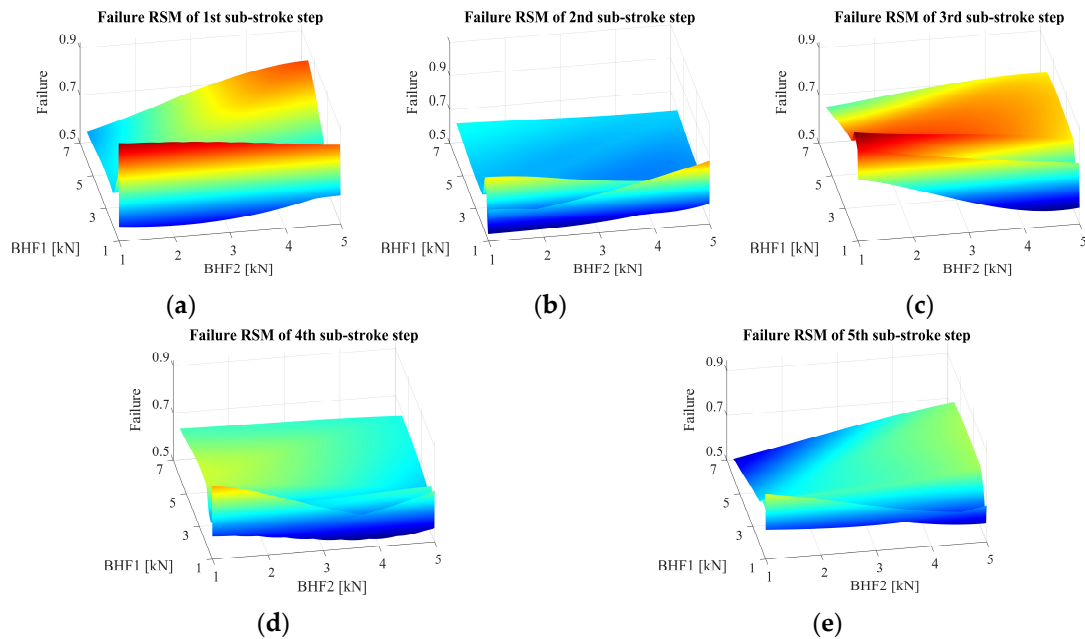 Failure RSM of 1st sub-stroke step
0.9
0.7
0.5
Failure
7
5
3
1
BHF1 [kN]
1
2
3
4
5
BHF2 [kN]
(a)
Failure RSM of 2nd sub-stroke step
0.9
0.7
0.5
Failure
7
5
3
1
BHF1 [kN]
1
2
3
4
5
BHF2 [kN]
(b)
Failure RSM of 3rd sub-stroke step
0.9
0.7
0.5
Failure
7
5
3
1
BHF1 [kN]
1
2
3
4
5
BHF2 [kN]
(c)
Failure RSM of 4th sub-stroke step
0.9
0.7
0.5
Failure
7
5
3
1
BHF1 [kN]
1
2
3
4
5
BHF2 [kN]
(d)
Failure RSM of 5th sub-stroke step
0.9
0.7
0.5
Failure
7
5
3
1
BHF1 [kN]
1
2
3
4
5
BHF2 [kN]
(e)